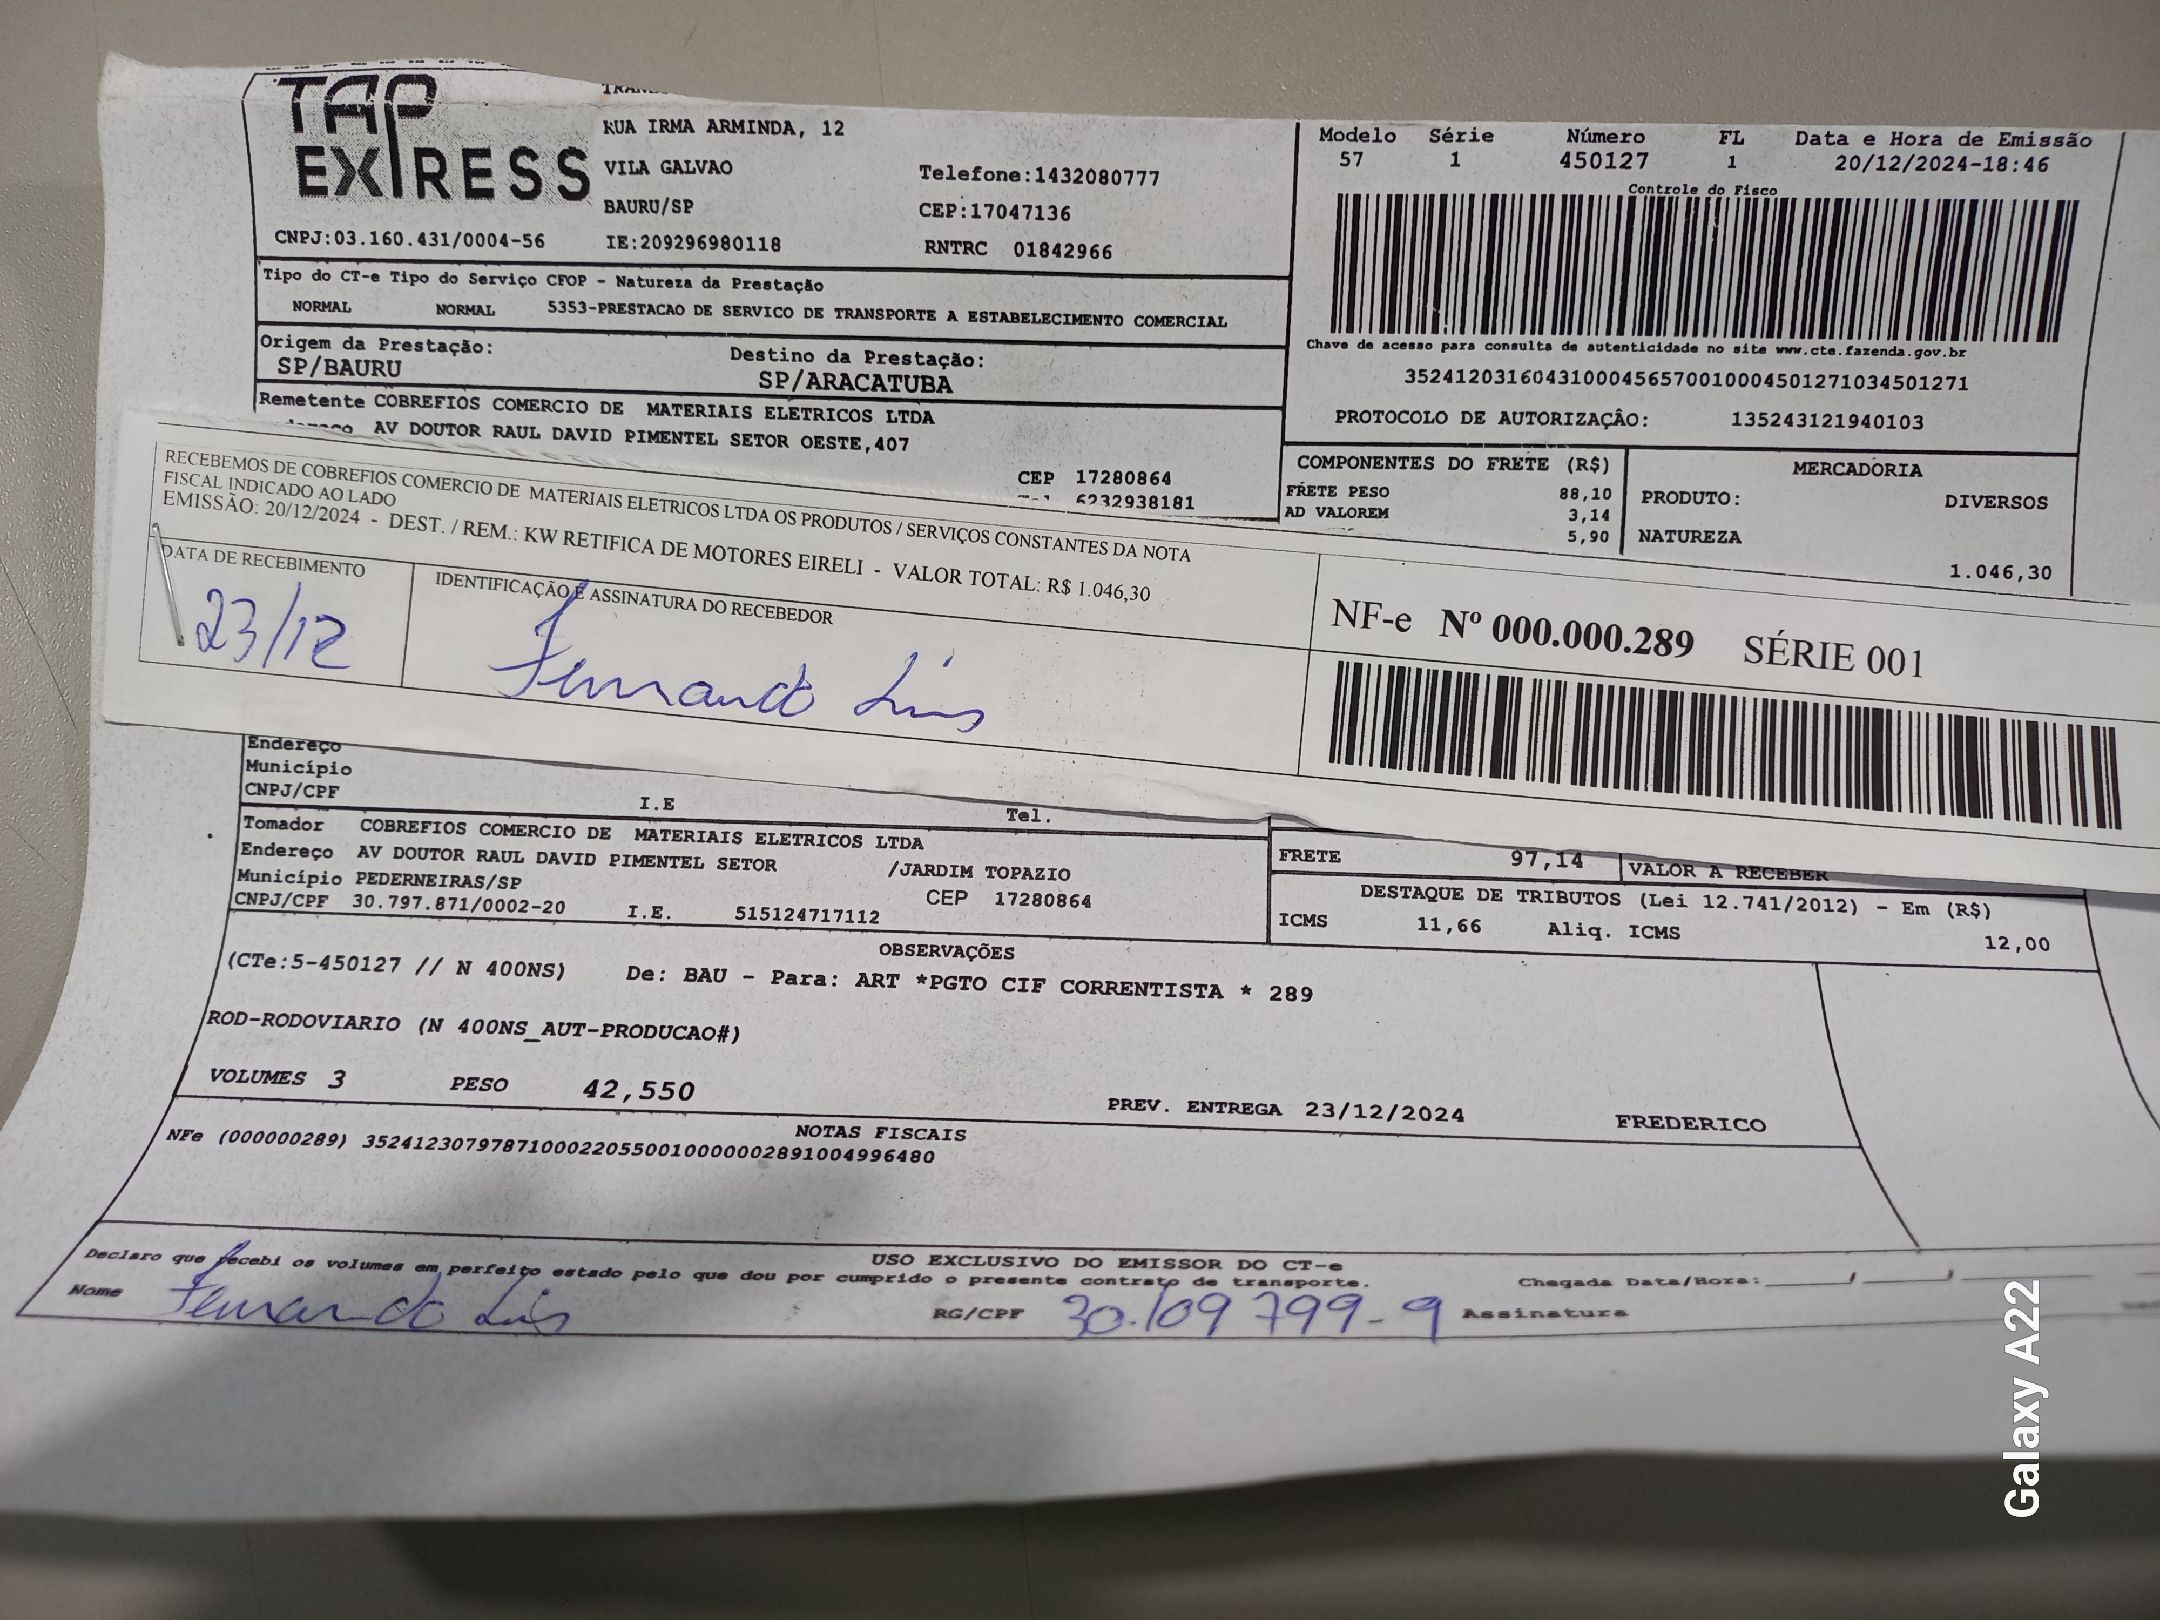 TAP
EXPRESS
RUA IRMA ARMINDA, 12
VILA GALVAO
Telefone:1432080777
BAURU/SP
CEP:17047136
CNPJ:03.160.431/0004-56
IE:209296980118
RNTRC 01842966
Modelo Série Número FL Data e Hora de Emissão
57 1 450127 1 20/12/2024-18:46
Controle do Fisco
Chave de acesso para consulta de autenticidade no site www.cte.fazenda.gov.br
35241203160431000456570010004501271034501271
PROTOCOLO DE AUTORIZAÇÂO: 135243121940103
Tipo do CT-e Tipo do Serviço CFOP - Natureza da Prestação
NORMAL NORMAL 5353-PRESTACAO DE SERVICO DE TRANSPORTE A ESTABELECIMENTO COMERCIAL
Origem da Prestação:
SP/BAURU
Destino da Prestação:
SP/ARACATUBA
Remetente COBREFIOS COMERCIO DE MATERIAIS ELETRICOS LTDA
AV DOUTOR RAUL DAVID PIMENTEL SETOR OESTE,407
CEP 17280864
6232938181
COMPONENTES DO FRETE (R$)
FRETE PESO 88,10
AD VALOREM 3,14
5,90
MERCADORIA
PRODUTO: DIVERSOS
NATUREZA
1.046,30
RECEBEMOS DE COBREFIOS COMERCIO DE MATERIAIS ELETRICOS LTDA OS PRODUTOS / SERVIÇOS CONSTANTES DA NOTA
FISCAL INDICADO AO LADO
EMISSÃO: 20/12/2024 - DEST. / REM.: KW RETIFICA DE MOTORES EIRELI - VALOR TOTAL: R$ 1.046,30
DATA DE RECEBIMENTO
IDENTIFICAÇÃO E ASSINATURA DO RECEBEDOR
23/12
Fernando Luis
NF-e Nº 000.000.289 SÉRIE 001
Endereço
Município
CNPJ/CPF
I.E
Tel.
Tomador COBREFIOS COMERCIO DE MATERIAIS ELETRICOS LTDA
Endereço AV DOUTOR RAUL DAVID PIMENTEL SETOR /JARDIM TOPAZIO
Município PEDERNEIRAS/SP CEP 17280864
CNPJ/CPF 30.797.871/0002-20 I.E. 515124717112
FRETE 97,14 VALOR A RECEBER
DESTAQUE DE TRIBUTOS (Lei 12.741/2012) - Em (R$)
ICMS 11,66 Aliq. ICMS 12,00
OBSERVAÇÕES
(CTe:5-450127 // N 400NS) De: BAU - Para: ART *PGTO CIF CORRENTISTA * 289
ROD-RODOVIARIO (N 400NS_AUT-PRODUCAO#)
VOLUMES 3 PESO 42,550
PREV. ENTREGA 23/12/2024 FREDERICO
NOTAS FISCAIS
NFe (000000289) 35241230797871000220550010000002891004996480
USO EXCLUSIVO DO EMISSOR DO CT-e
Declaro que recebi os volumes em perfeito estado pelo que dou por cumprido o presente contrato de transporte.
Chegada Data/Hora: / /
Nome Fernando Luis RG/CPF 30.109799-9 Assinatura
Galaxy A22